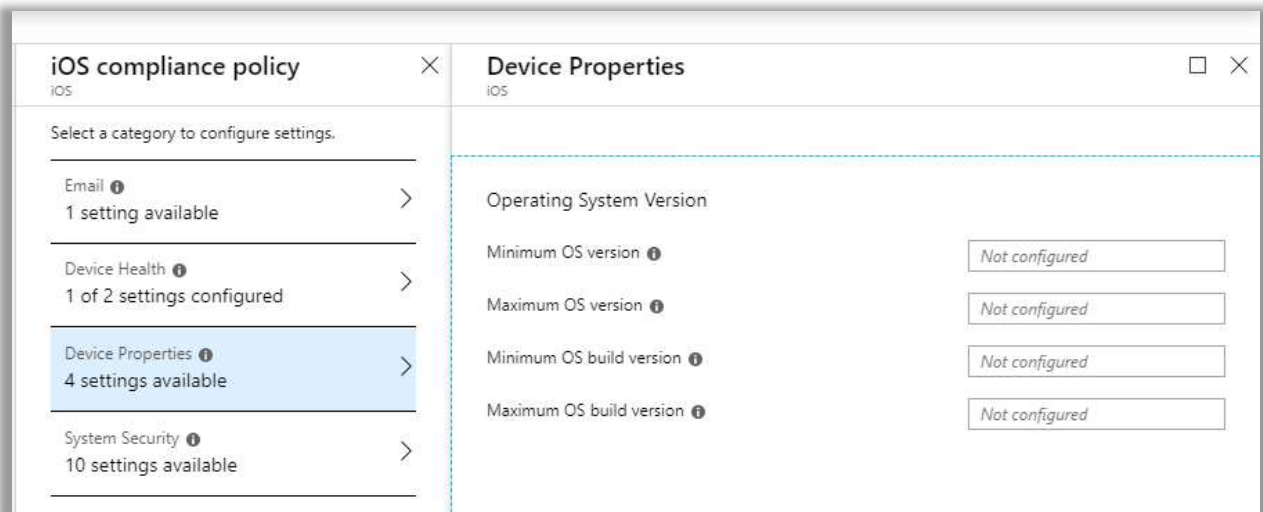 iOS compliance policy
iOS
Select a category to configure settings.
Email
1 setting available
Device Health
1 of 2 settings configured
Device Properties
4 settings available
System Security
10 settings available
Device Properties
iOS
Operating System Version
Minimum OS version
Not configured
Maximum OS version
Not configured
Minimum OS build version
Not configured
Maximum OS build version
Not configured